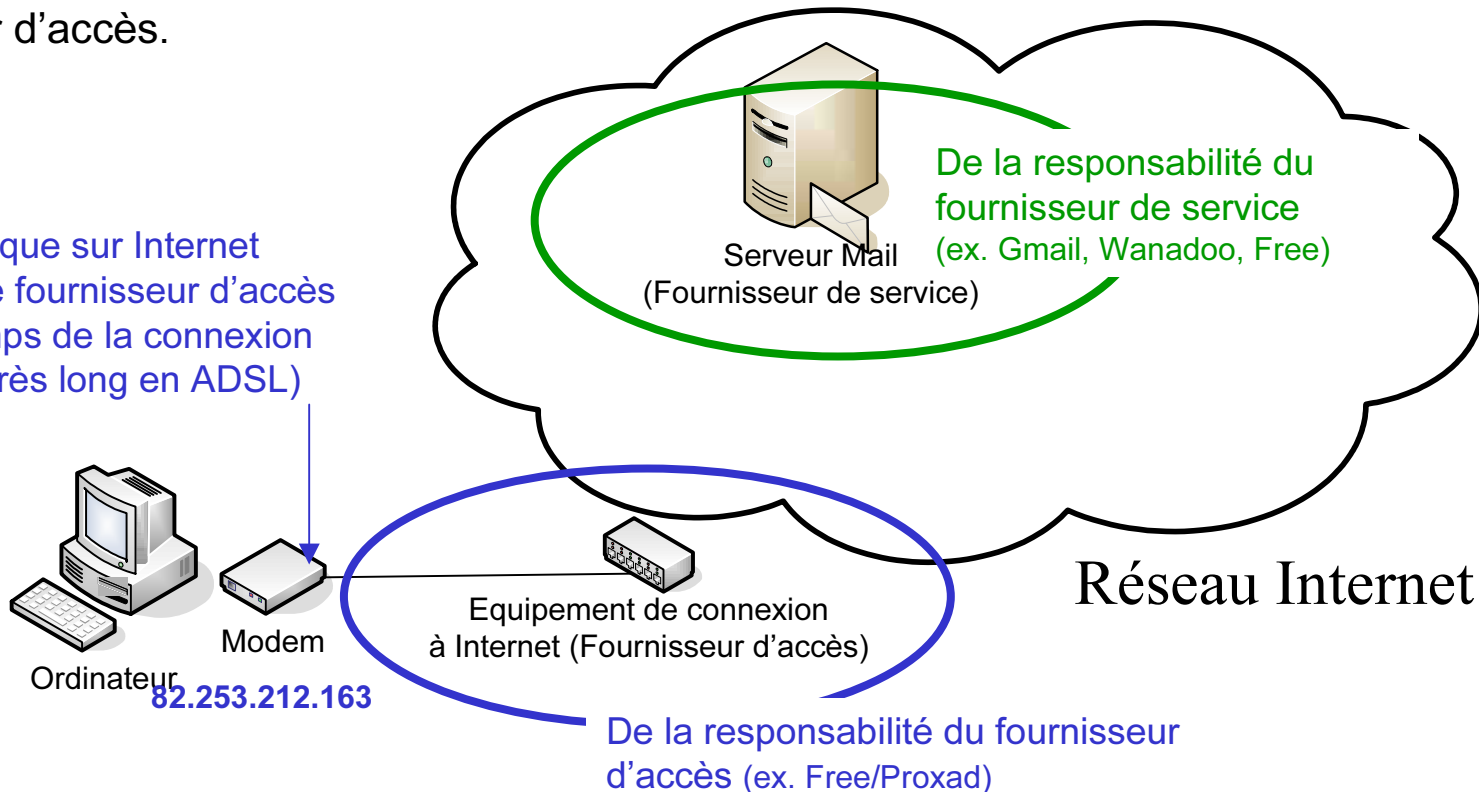 r d’accès.
De la responsabilité du
fournisseur de service
(ex. Gmail, Wanadoo, Free)
Serveur Mail
(Fournisseur de service)
que sur Internet
e fournisseur d’accès
ps de la connexion
rès long en ADSL)
Réseau Internet
Equipement de connexion
à Internet (Fournisseur d’accès)
Modem
Ordinateur
82.253.212.163
De la responsabilité du fournisseur
d’accès (ex. Free/Proxad)